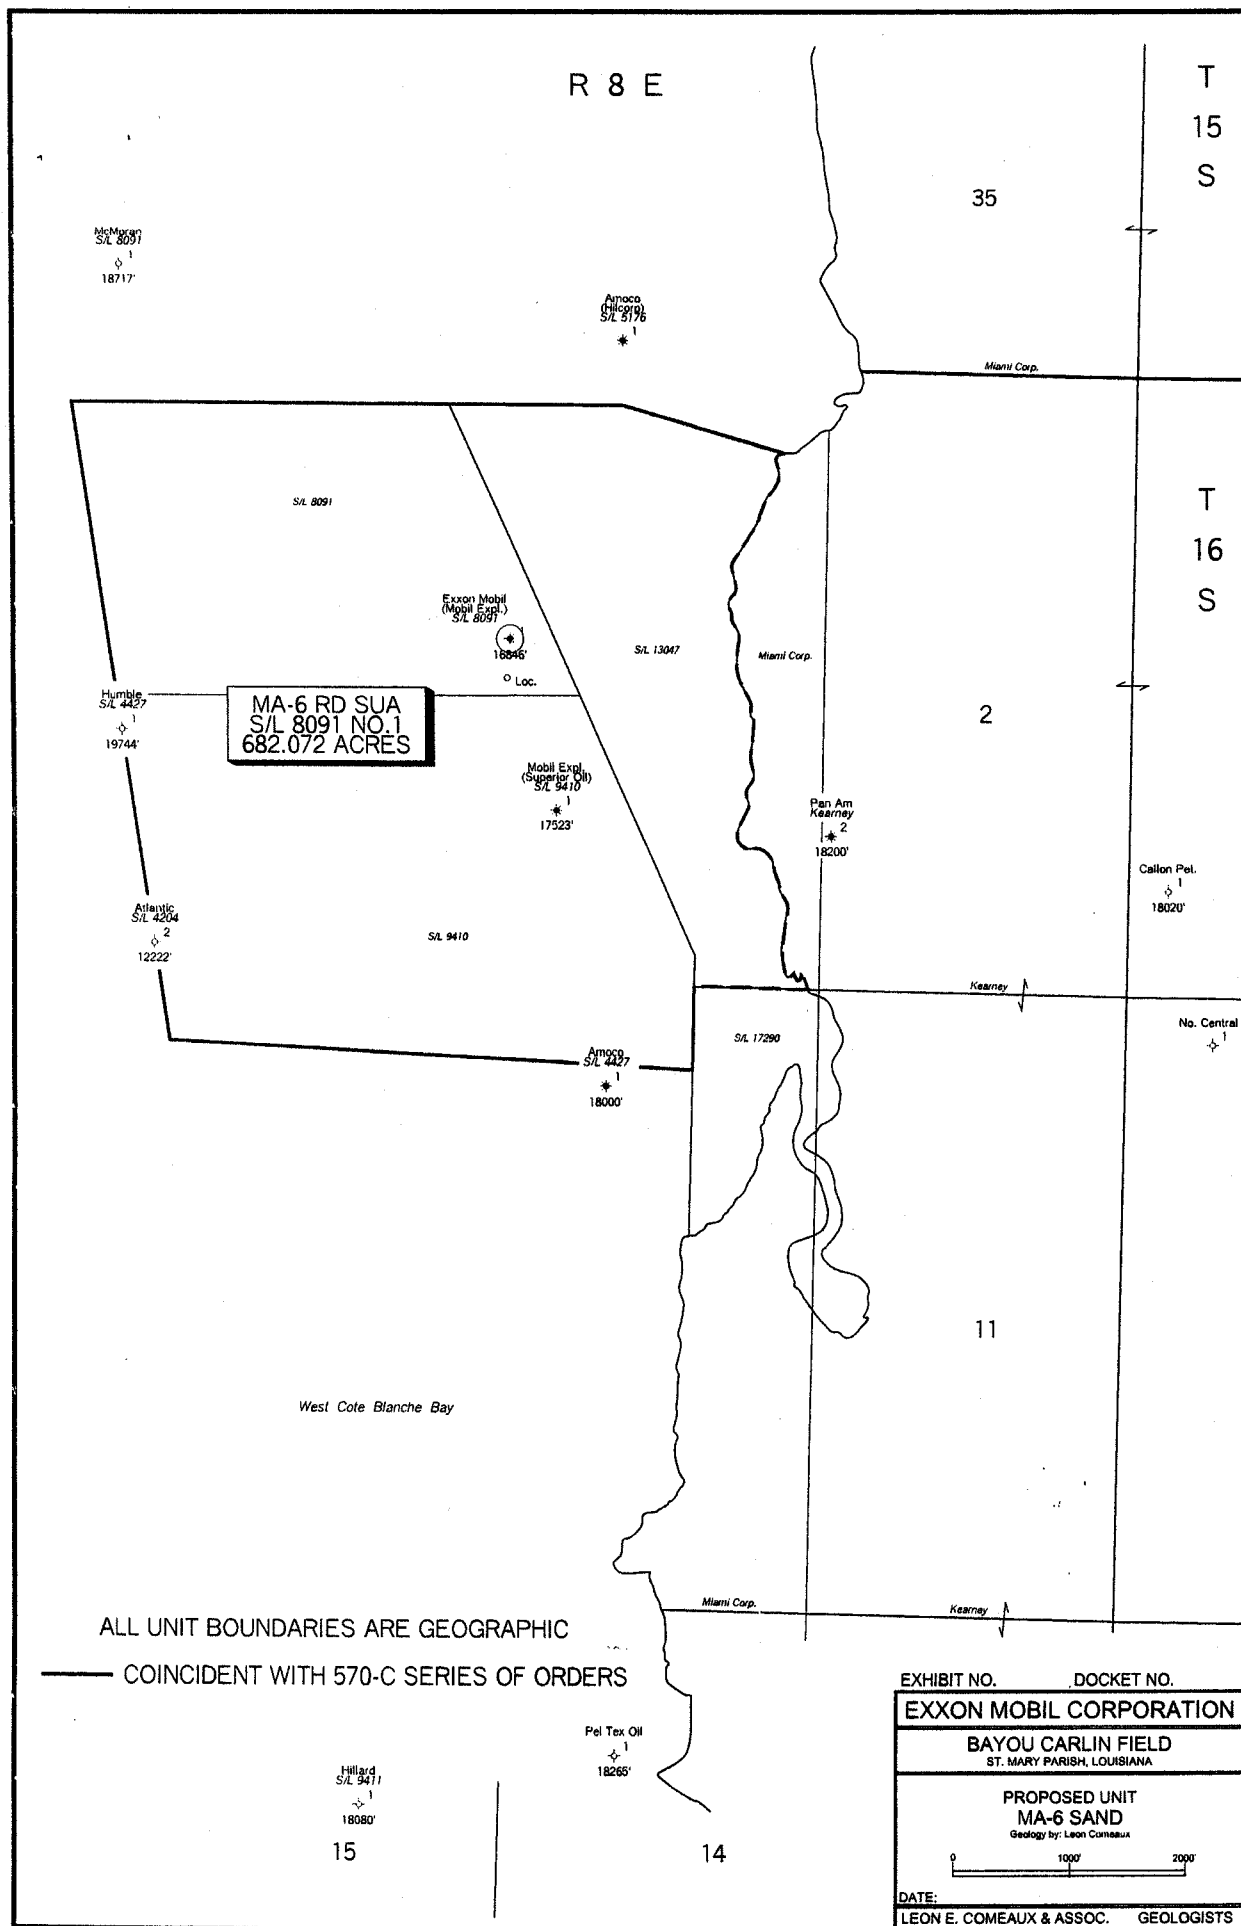 R 8 E
T
15
S
35
McMoran
S/L 8091
1
18717'
Amoco
(Hilcorp)
S/L 5176
1
Miami Corp.
S/L 8091
T
16
S
Exxon Mobil
(Mobil Expl.)
S/L 8091
1
16846'
Loc.
S/L 13047
Miami Corp.
2
Humble
S/L 4427
1
19744'
MA-6 RD SUA
S/L 8091 NO.1
682.072 ACRES
Mobil Expl.
(Superior Oil)
S/L 9410
1
17523'
Pan Am
Kearney
2
18200'
Callon Pet.
1
18020'
Atlantic
S/L 4204
2
12222'
S/L 9410
Kearney
No. Central
1
S/L 17290
Amoco
S/L 4427
1
18000'
11
West Cote Blanche Bay
Miami Corp.
Kearney
ALL UNIT BOUNDARIES ARE GEOGRAPHIC
COINCIDENT WITH 570-C SERIES OF ORDERS
Pel Tex Oil
1
18265'
Hillard
S/L 9411
1
18080'
15
14
EXHIBIT NO. DOCKET NO.
EXXON MOBIL CORPORATION
BAYOU CARLIN FIELD
ST. MARY PARISH, LOUISIANA
PROPOSED UNIT
MA-6 SAND
Geology by: Leon Comeaux
0 1000' 2000'
DATE:
LEON E. COMEAUX & ASSOC. GEOLOGISTS